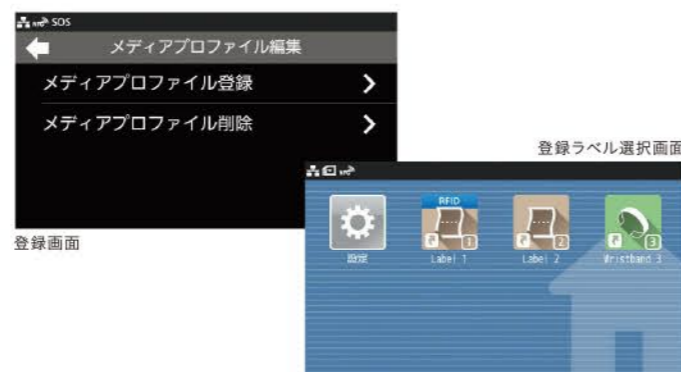 SOS
メディアプロファイル編集
メディアプロファイル登録
メディアプロファイル削除
登録画面
登録ラベル選択画面
RFID
1
2
3
設定
Label 1
Label 2
Wristband 3